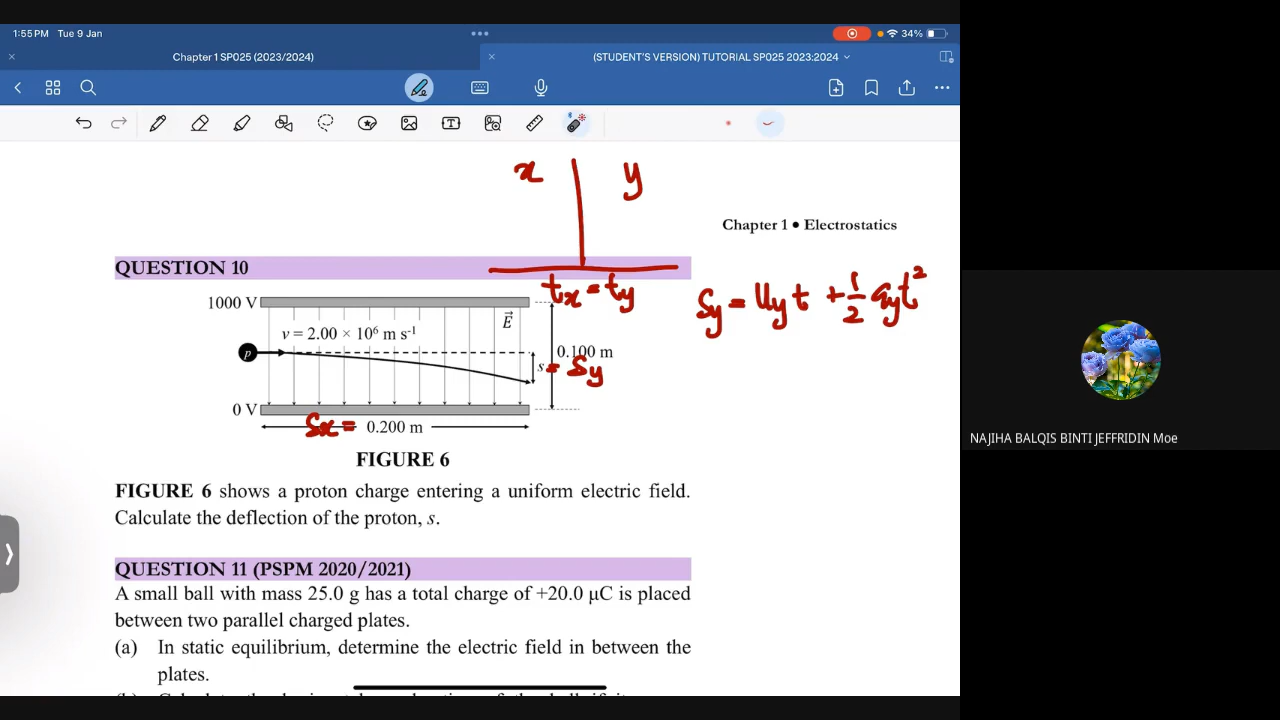 1:55 PM Tue 9 Jan
34%
Chapter 1 SP025 (2023/2024)
(STUDENT'S VERSION) TUTORIAL SP025 2023:2024
x | y
Chapter 1 ● Electrostatics
QUESTION 10
tx = ty
Sy = Uy t + 1/2 ay t²
1000 V
E⃗
v = 2.00 × 10⁶ m s⁻¹
p
0.100 m
s = Sy
0 V
Sx = 0.200 m
FIGURE 6
FIGURE 6 shows a proton charge entering a uniform electric field.
Calculate the deflection of the proton, s.
NAJIHA BALQIS BINTI JEFFRIDIN Moe
QUESTION 11 (PSPM 2020/2021)
A small ball with mass 25.0 g has a total charge of +20.0 μC is placed
between two parallel charged plates.
(a) In static equilibrium, determine the electric field in between the
plates.